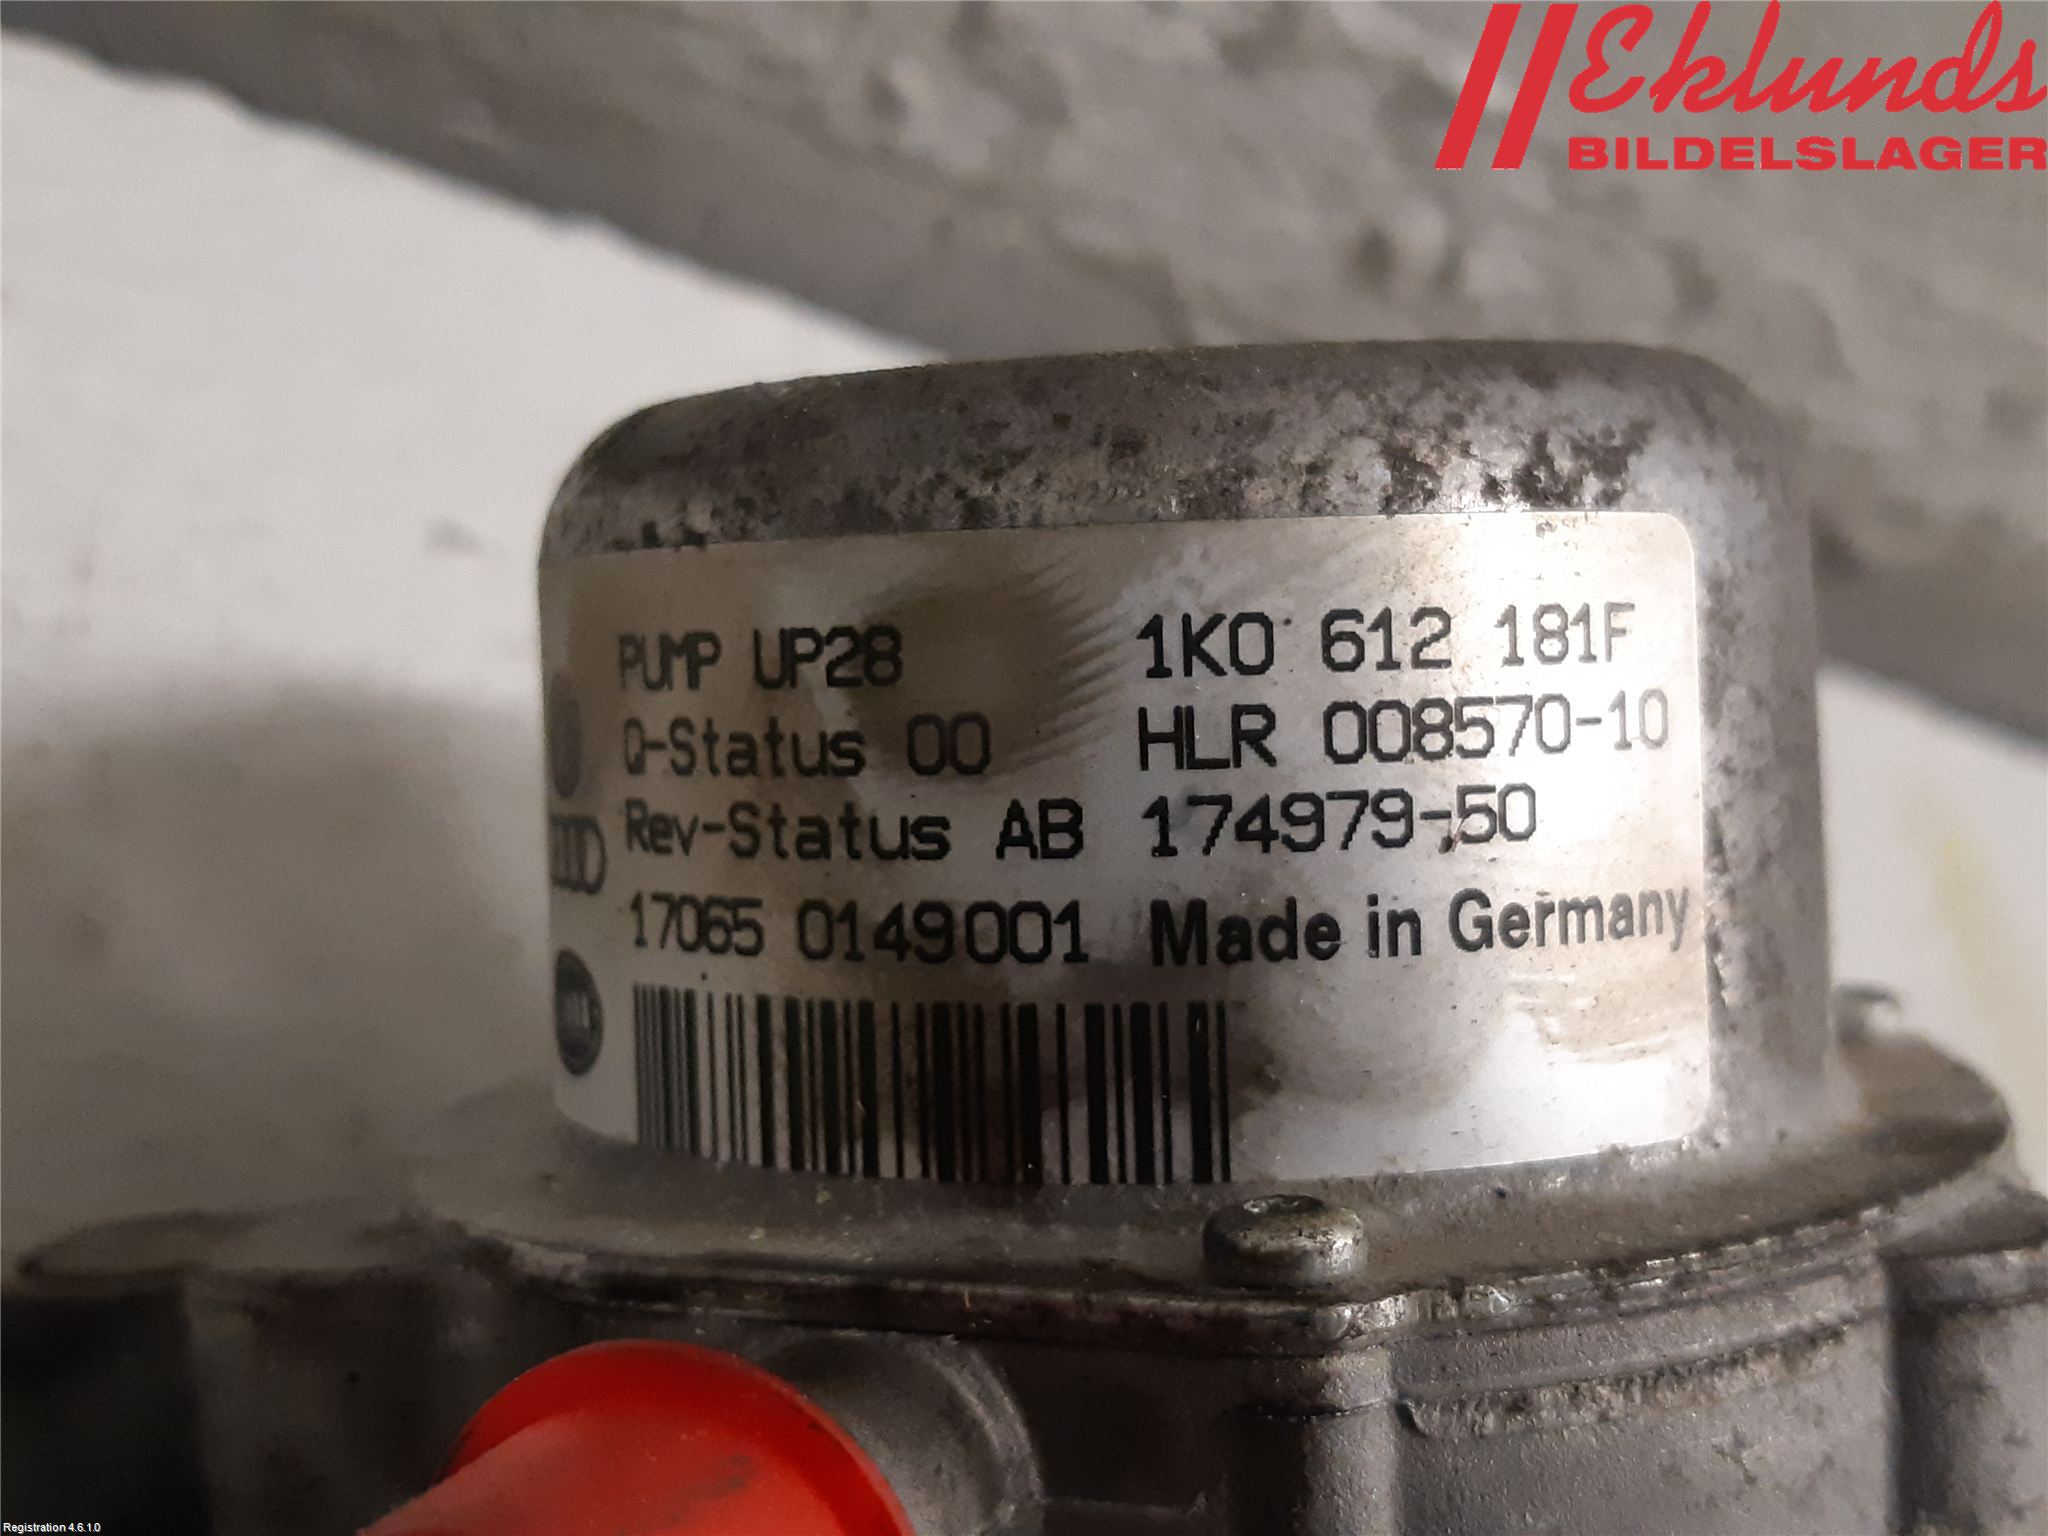 Eklunds
BILDELSLAGER
PUMP UP28 1K0 612 181F
Q-Status 00 HLR 008570-10
Rev-Status AB 174979-50
17065 0149001 Made in Germany
Registration 4.6.1.0